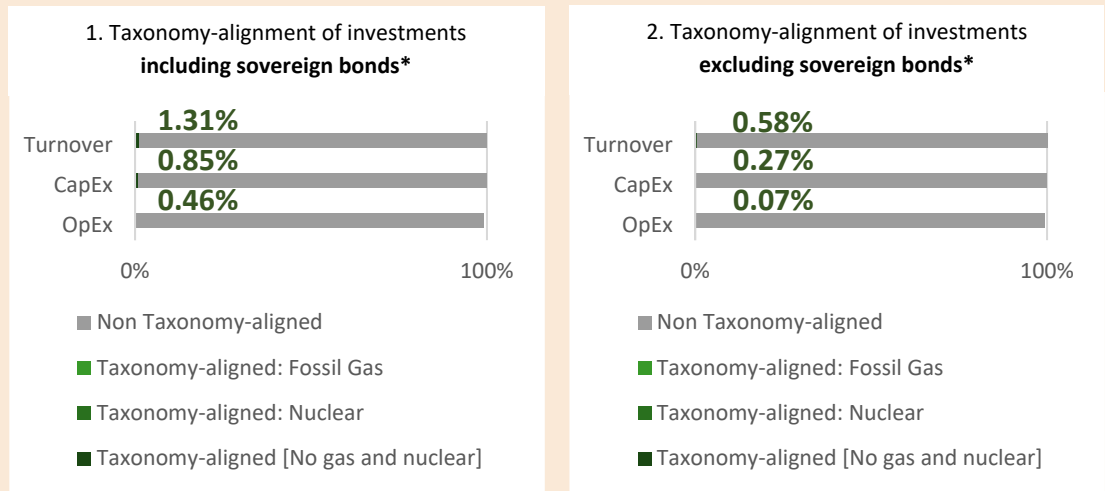 1. Taxonomy-alignment of investments
including sovereign bonds*
1.31%
Turnover
0.85%
CapEx
0.46%
OpEx
0% 100%
Non Taxonomy-aligned
Taxonomy-aligned: Fossil Gas
Taxonomy-aligned: Nuclear
Taxonomy-aligned [No gas and nuclear]
2. Taxonomy-alignment of investments
excluding sovereign bonds*
0.58%
Turnover
0.27%
CapEx
0.07%
OpEx
0% 100%
Non Taxonomy-aligned
Taxonomy-aligned: Fossil Gas
Taxonomy-aligned: Nuclear
Taxonomy-aligned [No gas and nuclear]